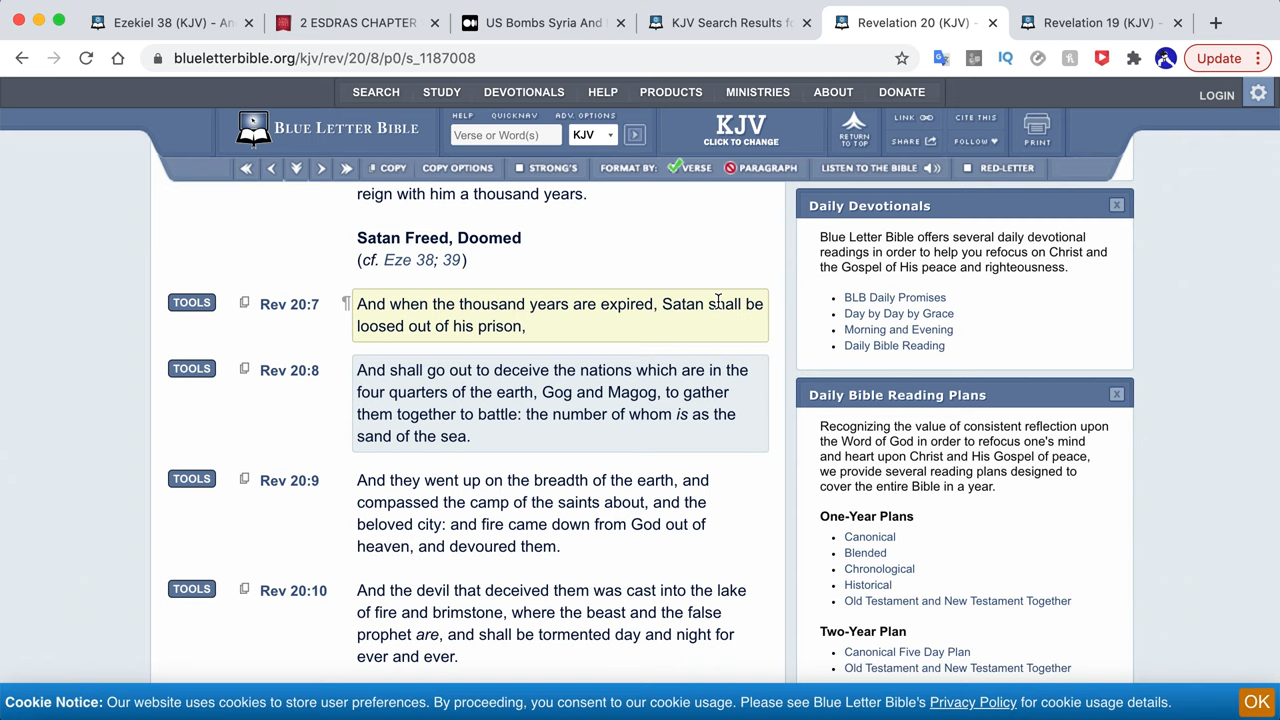 Ezekiel 38 (KJV) - An
2 ESDRAS CHAPTER
US Bombs Syria And
KJV Search Results fo
Revelation 20 (KJV) -
Revelation 19 (KJV) -
blueletterbible.org/kjv/rev/20/8/p0/s_1187008
IQ
Update
SEARCH STUDY DEVOTIONALS HELP PRODUCTS MINISTRIES ABOUT DONATE
LOGIN
BLUE LETTER BIBLE
HELP QUICKNAV ADV. OPTIONS
Verse or Word(s)
KJV
KJV
CLICK TO CHANGE
RETURN
TO TOP
LINK
CITE THIS
SHARE
FOLLOW
PRINT
COPY COPY OPTIONS STRONG'S FORMAT BY: VERSE PARAGRAPH LISTEN TO THE BIBLE RED-LETTER
reign with him a thousand years.
Satan Freed, Doomed
(cf. Eze 38; 39)
TOOLS Rev 20:7 ¶ And when the thousand years are expired, Satan shall be
loosed out of his prison,
TOOLS Rev 20:8 And shall go out to deceive the nations which are in the
four quarters of the earth, Gog and Magog, to gather
them together to battle: the number of whom is as the
sand of the sea.
TOOLS Rev 20:9 And they went up on the breadth of the earth, and
compassed the camp of the saints about, and the
beloved city: and fire came down from God out of
heaven, and devoured them.
TOOLS Rev 20:10 And the devil that deceived them was cast into the lake
of fire and brimstone, where the beast and the false
prophet are, and shall be tormented day and night for
ever and ever.
Daily Devotionals
Blue Letter Bible offers several daily devotional
readings in order to help you refocus on Christ and
the Gospel of His peace and righteousness.
BLB Daily Promises
Day by Day by Grace
Morning and Evening
Daily Bible Reading
Daily Bible Reading Plans
Recognizing the value of consistent reflection upon
the Word of God in order to refocus one's mind
and heart upon Christ and His Gospel of peace,
we provide several reading plans designed to
cover the entire Bible in a year.
One-Year Plans
Canonical
Blended
Chronological
Historical
Old Testament and New Testament Together
Two-Year Plan
Canonical Five Day Plan
Old Testament and New Testament Together
Cookie Notice: Our website uses cookies to store user preferences. By proceeding, you consent to our cookie usage. Please see Blue Letter Bible's Privacy Policy for cookie usage details.
OK